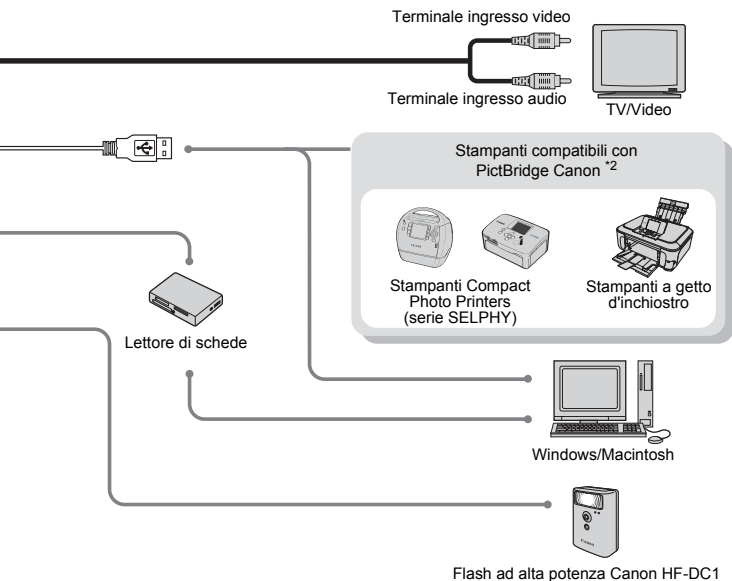 Terminale ingresso video
Terminale ingresso audio
TV/Video
Stampanti compatibili con
PictBridge Canon *2
Stampanti Compact
Photo Printers
(serie SELPHY)
Stampanti a getto
d'inchiostro
Lettore di schede
Windows/Macintosh
Canon
Flash ad alta potenza Canon HF-DC1